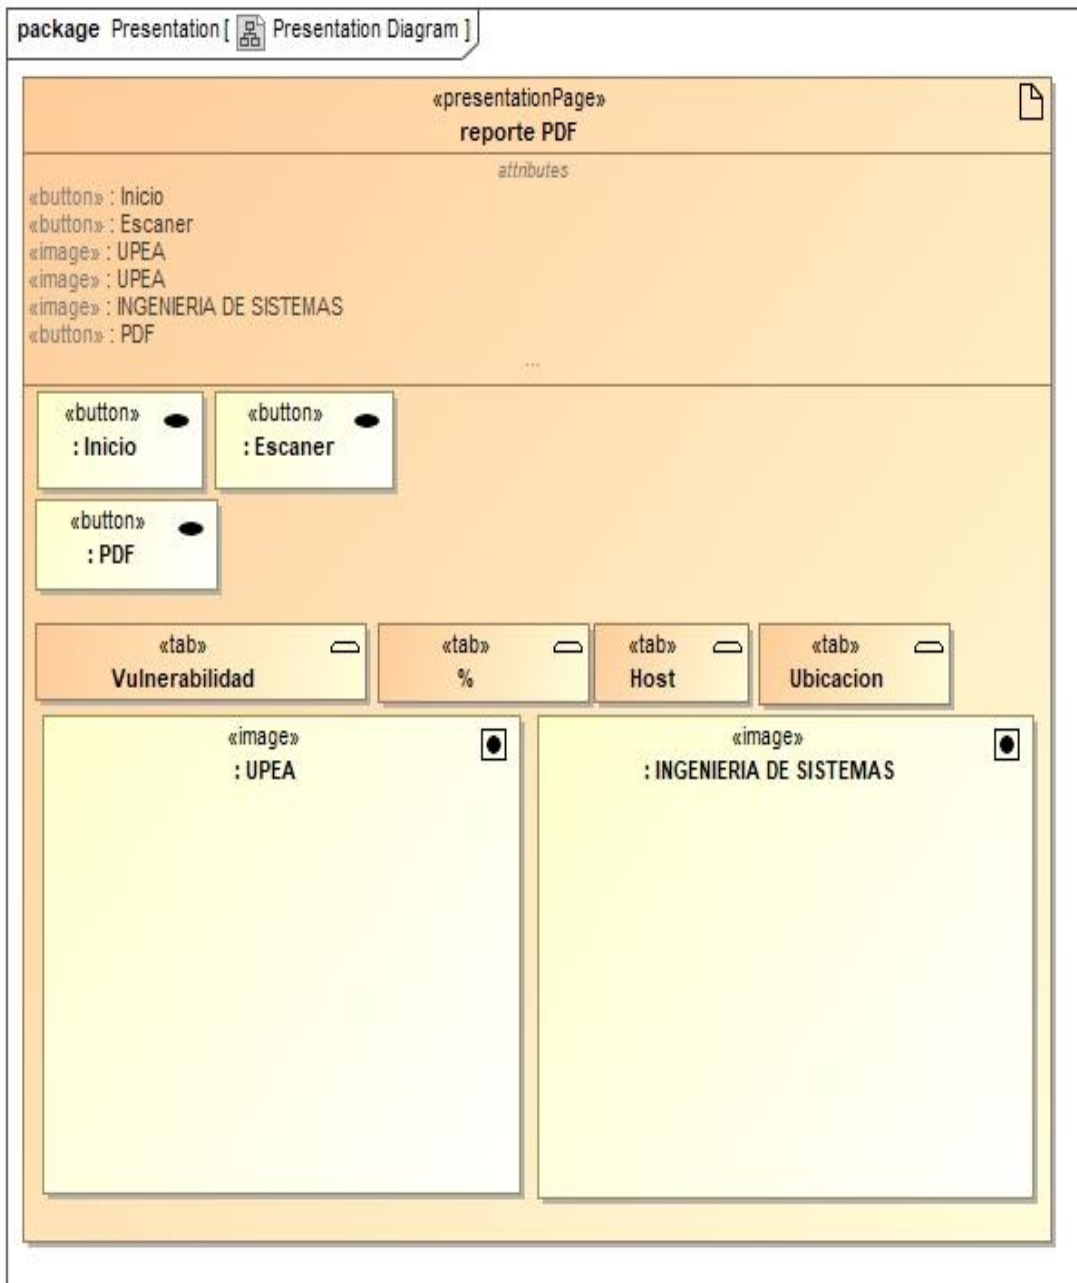 package Presentation [ Presentation Diagram ]
«presentationPage»
reporte PDF
attributes
«button» : Inicio
«button» : Escaner
«image» : UPEA
«image» : UPEA
«image» : INGENIERIA DE SISTEMAS
«button» : PDF
...
«button»
: Inicio
«button»
: Escaner
«button»
: PDF
«tab»
Vulnerabilidad
«tab»
%
«tab»
Host
«tab»
Ubicacion
«image»
: UPEA
«image»
: INGENIERIA DE SISTEMAS